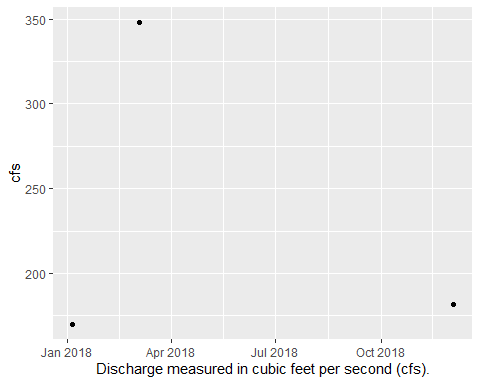 350
300
250
200
cfs
Jan 2018 Apr 2018 Jul 2018 Oct 2018
Discharge measured in cubic feet per second (cfs).